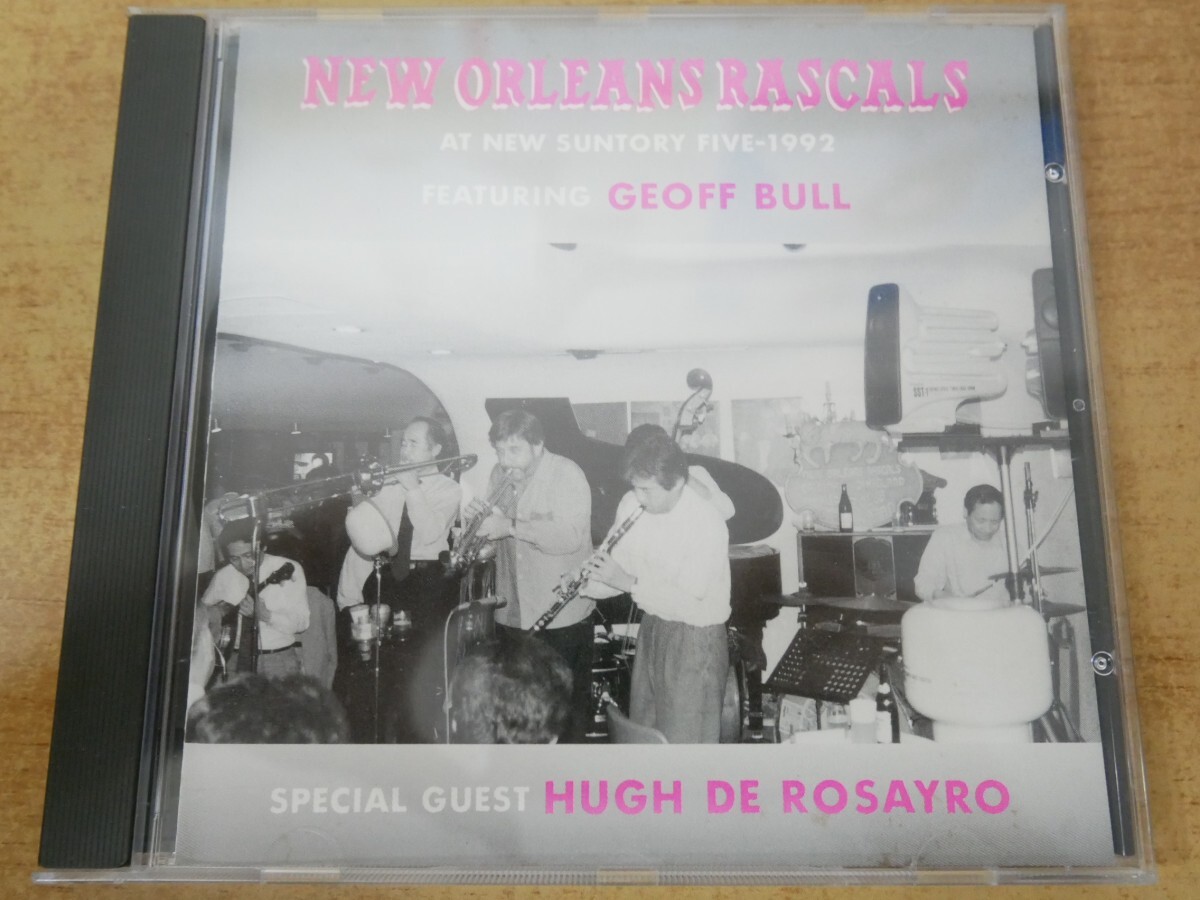 NEW ORLEANS RASCALS
AT NEW SUNTORY FIVE-1992
FEATURING GEOFF BULL
SPECIAL GUEST HUGH DE ROSAYRO